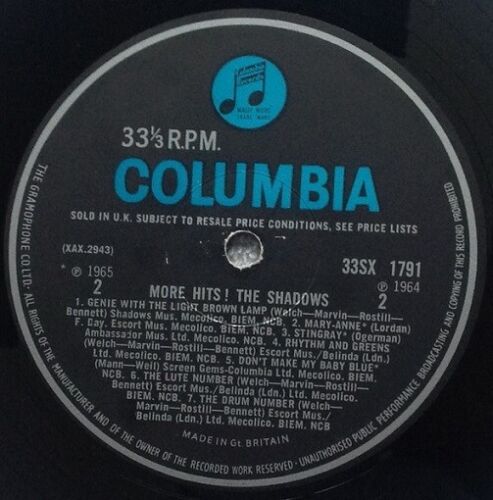 Columbia
Records
MAGIC NOTES
TRADE MARK
33⅓ R.P.M.
COLUMBIA
SOLD IN U.K. SUBJECT TO RESALE PRICE CONDITIONS, SEE PRICE LISTS
(XAX.2943)
33SX 1791
* ℗ 1965
℗ 1964
2
MORE HITS! THE SHADOWS
2
1. GENIE WITH THE LIGHT BROWN LAMP (Welch—Marvin—Rostill—
Bennett) Shadows Mus. Mecolico. BIEM. NCB. 2. MARY-ANNE* (Lordan)
F. Day. Escort Mus. Mecolico. BIEM. NCB. 3. STINGRAY* (Ogerman)
Ambassador Mus. Ltd. Mecolico. NCB. 4. RHYTHM AND GREENS
(Welch—Marvin—Rostill—Bennett) Escort Mus./Belinda (Ldn.)
Ltd. Mecolico. BIEM. NCB. 5. DON'T MAKE MY BABY BLUE*
(Mann—Weil) Screen Gems-Columbia Ltd. Mecolico. BIEM.
NCB. 6. THE LUTE NUMBER (Welch—Marvin—Rostill—
Bennett) Escort Mus./Belinda (Ldn.) Ltd. Mecolico.
BIEM. NCB. 7. THE DRUM NUMBER (Welch—
Marvin—Rostill—Bennett) Escort Mus./
Belinda (Ldn.) Ltd. Mecolico. BIEM. NCB
MADE IN Gt. BRITAIN
THE GRAMOPHONE CO LTD.- ALL RIGHTS OF THE MANUFACTURER AND OF THE OWNER OF THE RECORDED WORK RESERVED · UNAUTHORISED PUBLIC PERFORMANCE BROADCASTING AND COPYING OF THIS RECORD PROHIBITED